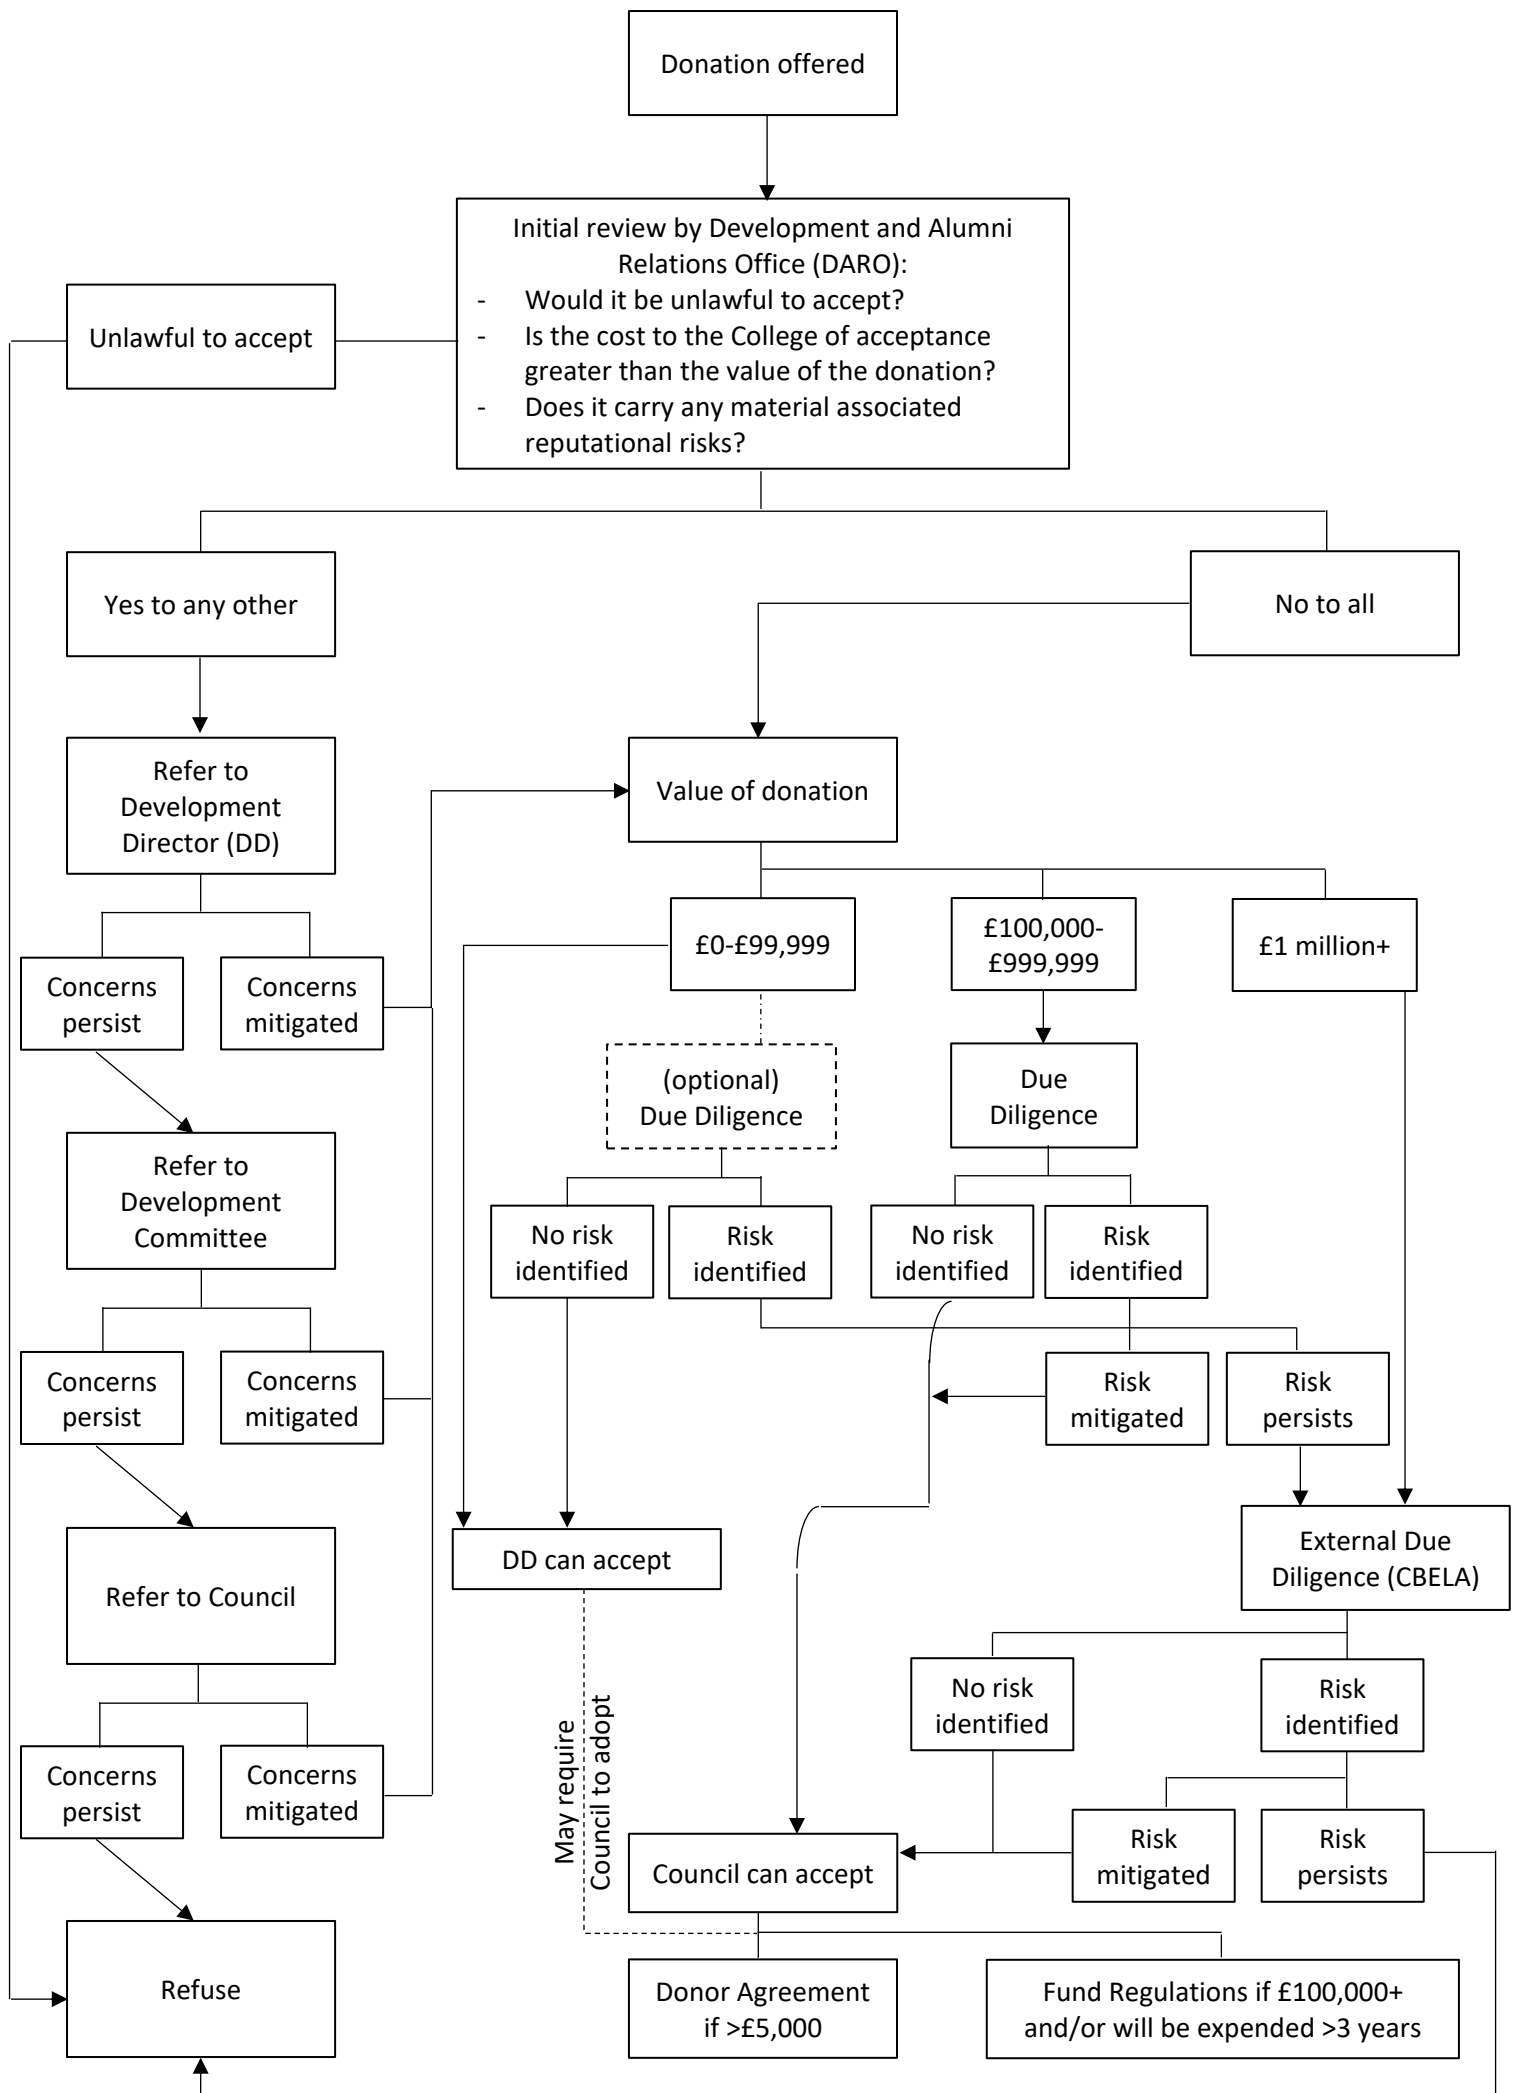 Donation offered
Initial review by Development and Alumni
Relations Office (DARO):
- Would it be unlawful to accept?
- Is the cost to the College of acceptance
greater than the value of the donation?
- Does it carry any material associated
reputational risks?
Unlawful to accept
Yes to any other
No to all
Refer to
Development
Director (DD)
Value of donation
£0-£99,999
£100,000-
£999,999
£1 million+
Concerns
persist
Concerns
mitigated
(optional)
Due Diligence
Due
Diligence
Refer to
Development
Committee
No risk
identified
Risk
identified
No risk
identified
Risk
identified
Concerns
persist
Concerns
mitigated
Risk
mitigated
Risk
persists
Refer to Council
DD can accept
External Due
Diligence (CBELA)
No risk
identified
Risk
identified
Concerns
persist
Concerns
mitigated
May require
Council to adopt
Council can accept
Risk
mitigated
Risk
persists
Refuse
Donor Agreement
if >£5,000
Fund Regulations if £100,000+
and/or will be expended >3 years